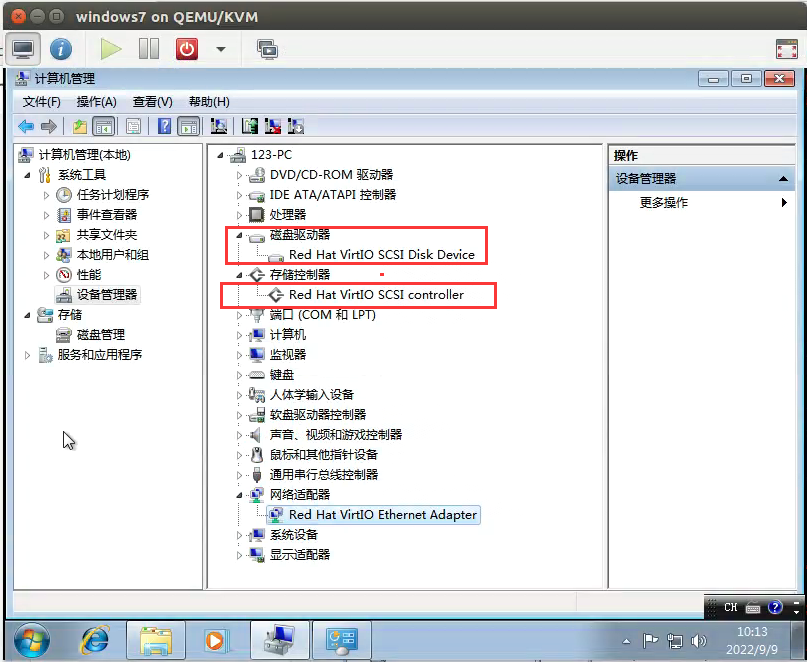 windows7 on QEMU/KVM
计算机管理
文件(F) 操作(A) 查看(V) 帮助(H)
计算机管理(本地)
系统工具
任务计划程序
事件查看器
共享文件夹
本地用户和组
性能
设备管理器
存储
磁盘管理
服务和应用程序
123-PC
DVD/CD-ROM 驱动器
IDE ATA/ATAPI 控制器
处理器
磁盘驱动器
Red Hat VirtIO SCSI Disk Device
存储控制器
Red Hat VirtIO SCSI controller
端口 (COM 和 LPT)
计算机
监视器
键盘
人体学输入设备
软盘驱动器控制器
声音、视频和游戏控制器
鼠标和其他指针设备
通用串行总线控制器
网络适配器
Red Hat VirtIO Ethernet Adapter
系统设备
显示适配器
操作
设备管理器
更多操作
CH
10:13
2022/9/9